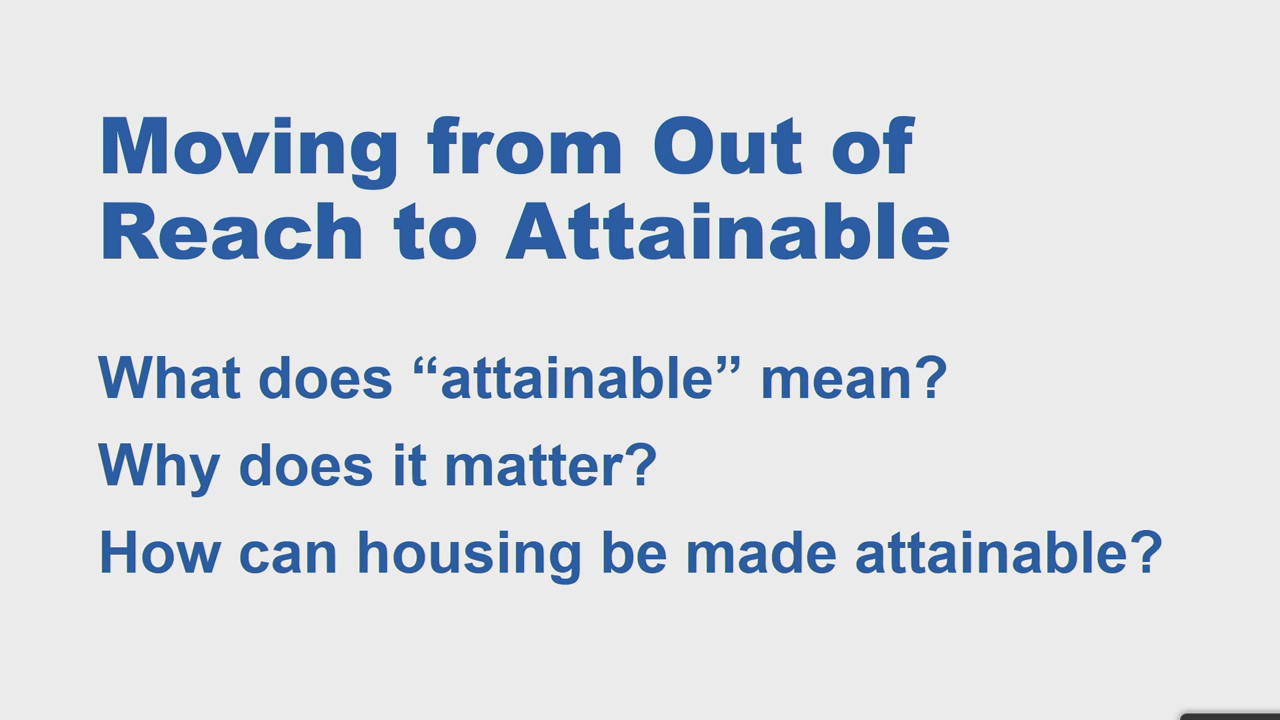 Moving from Out of
Reach to Attainable
What does “attainable” mean?
Why does it matter?
How can housing be made attainable?